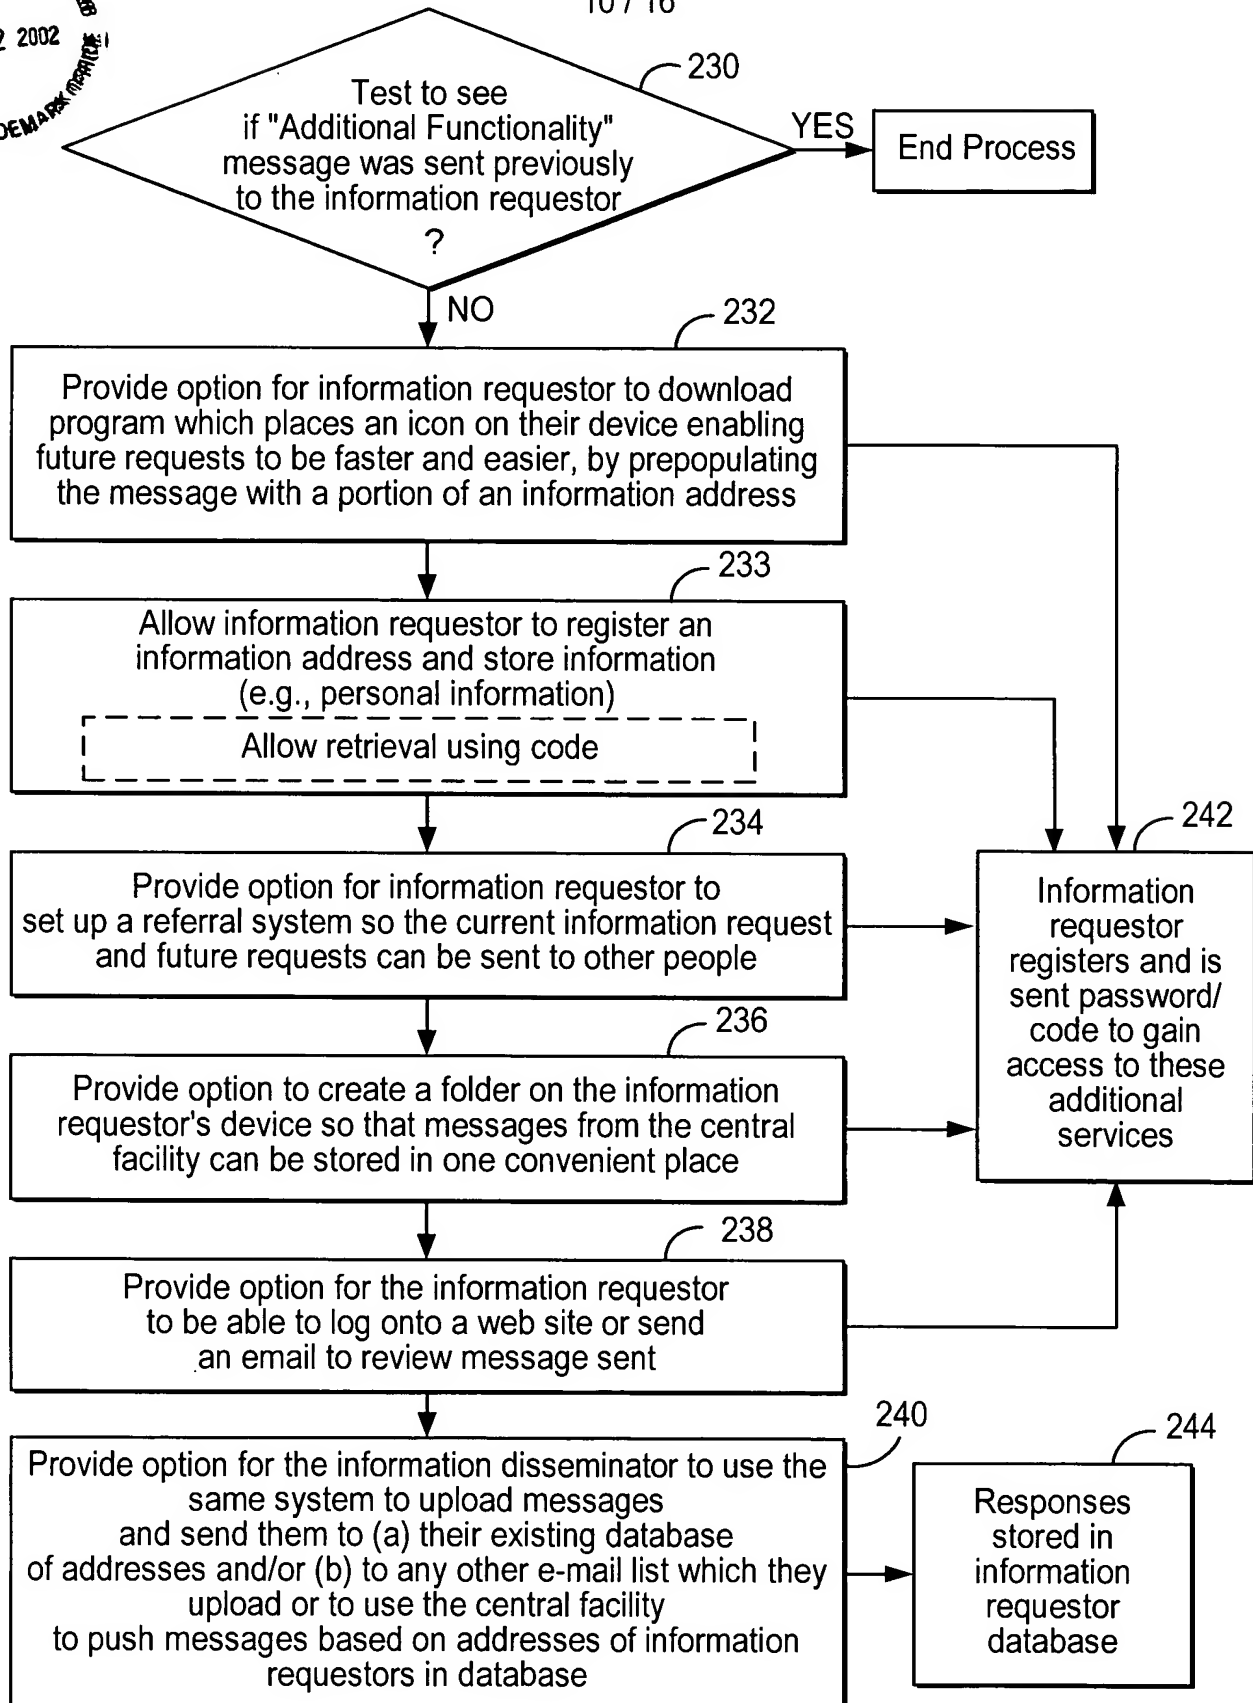 10 / 16
2002
230
Test to see
if "Additional Functionality"
message was sent previously
to the information requestor
?
YES
End Process
NO
232
Provide option for information requestor to download
program which places an icon on their device enabling
future requests to be faster and easier, by prepopulating
the message with a portion of an information address
233
Allow information requestor to register an
information address and store information
(e.g., personal information)
Allow retrieval using code
234
Provide option for information requestor to
set up a referral system so the current information request
and future requests can be sent to other people
242
Information
requestor
registers and is
sent password/
code to gain
access to these
additional
services
236
Provide option to create a folder on the information
requestor's device so that messages from the central
facility can be stored in one convenient place
238
Provide option for the information requestor
to be able to log onto a web site or send
an email to review message sent
240
Provide option for the information disseminator to use the
same system to upload messages
and send them to (a) their existing database
of addresses and/or (b) to any other e-mail list which they
upload or to use the central facility
to push messages based on addresses of information
requestors in database
244
Responses
stored in
information
requestor
database